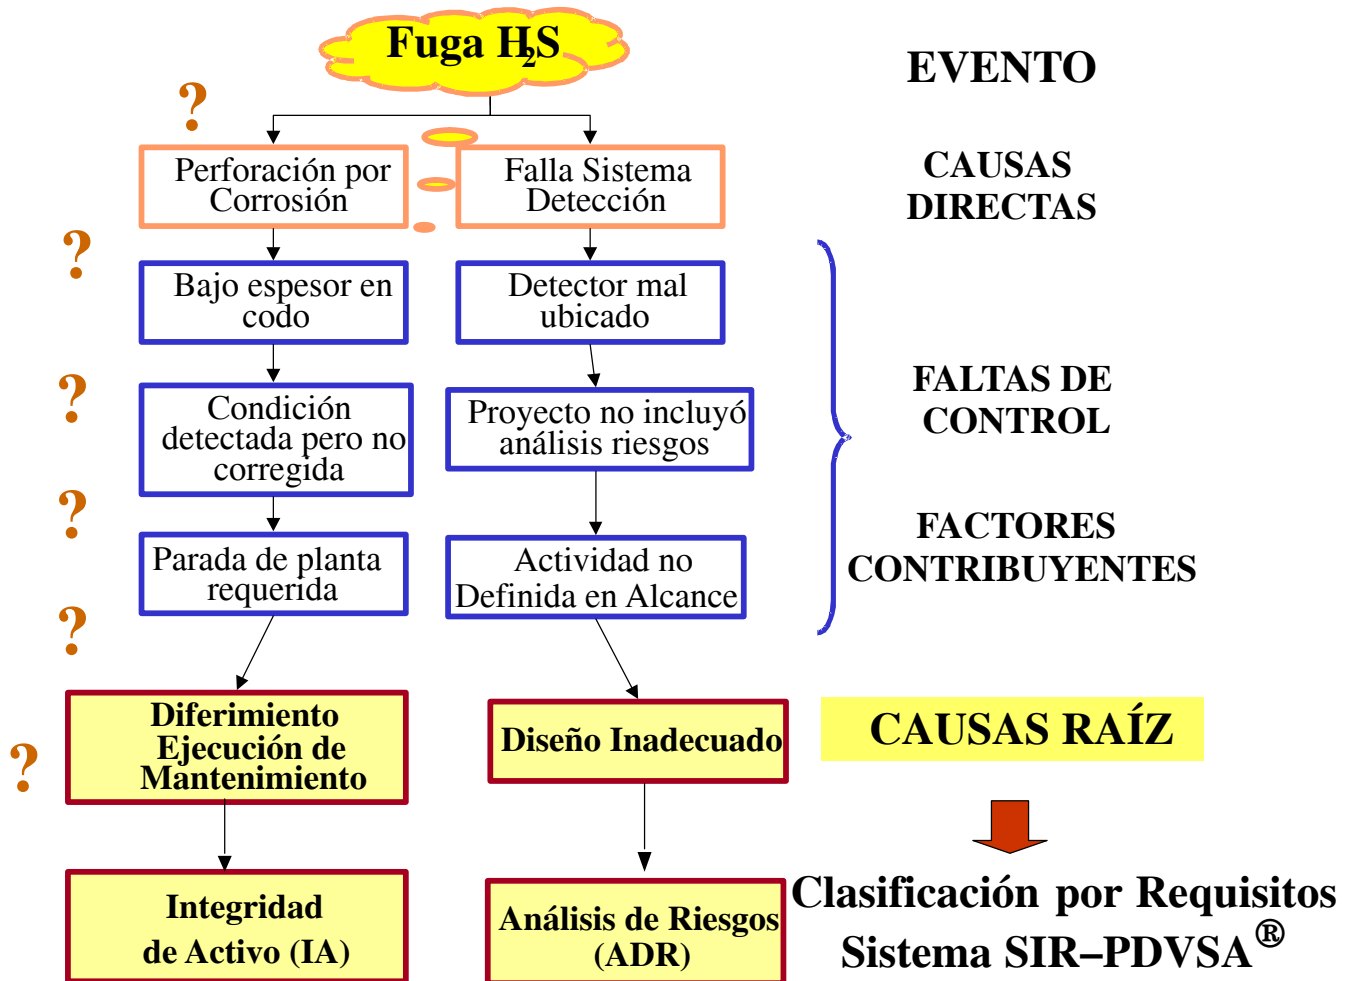 Fuga H2S
EVENTO
?
Perforación por
Corrosión
Falla Sistema
Detección
CAUSAS
DIRECTAS
?
Bajo espesor en
codo
Detector mal
ubicado
?
Condición
detectada pero no
corregida
Proyecto no incluyó
análisis riesgos
FALTAS DE
CONTROL
?
Parada de planta
requerida
Actividad no
Definida en Alcance
FACTORES
CONTRIBUYENTES
?
Diferimiento
Ejecución de
Mantenimiento
Diseño Inadecuado
CAUSAS RAÍZ
?
Integridad
de Activo (IA)
Análisis de Riesgos
(ADR)
Clasificación por Requisitos
Sistema SIR–PDVSA®